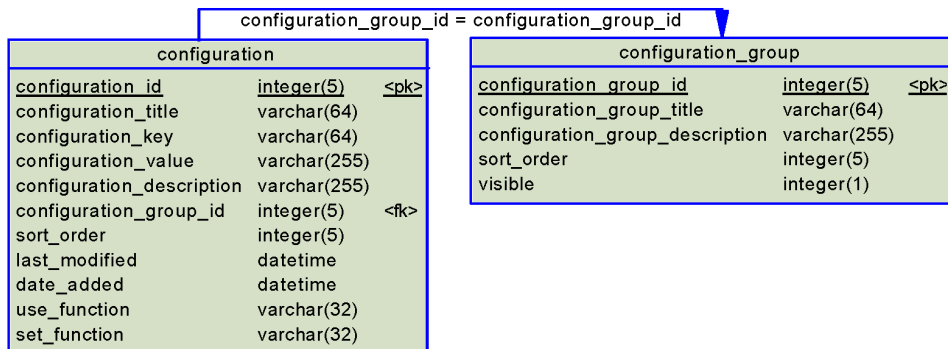 configuration_group_id = configuration_group_id
configuration
configuration_id integer(5) <pk>
configuration_title varchar(64)
configuration_key varchar(64)
configuration_value varchar(255)
configuration_description varchar(255)
configuration_group_id integer(5) <fk>
sort_order integer(5)
last_modified datetime
date_added datetime
use_function varchar(32)
set_function varchar(32)
configuration_group
configuration_group_id integer(5) <pk>
configuration_group_title varchar(64)
configuration_group_description varchar(255)
sort_order integer(5)
visible integer(1)